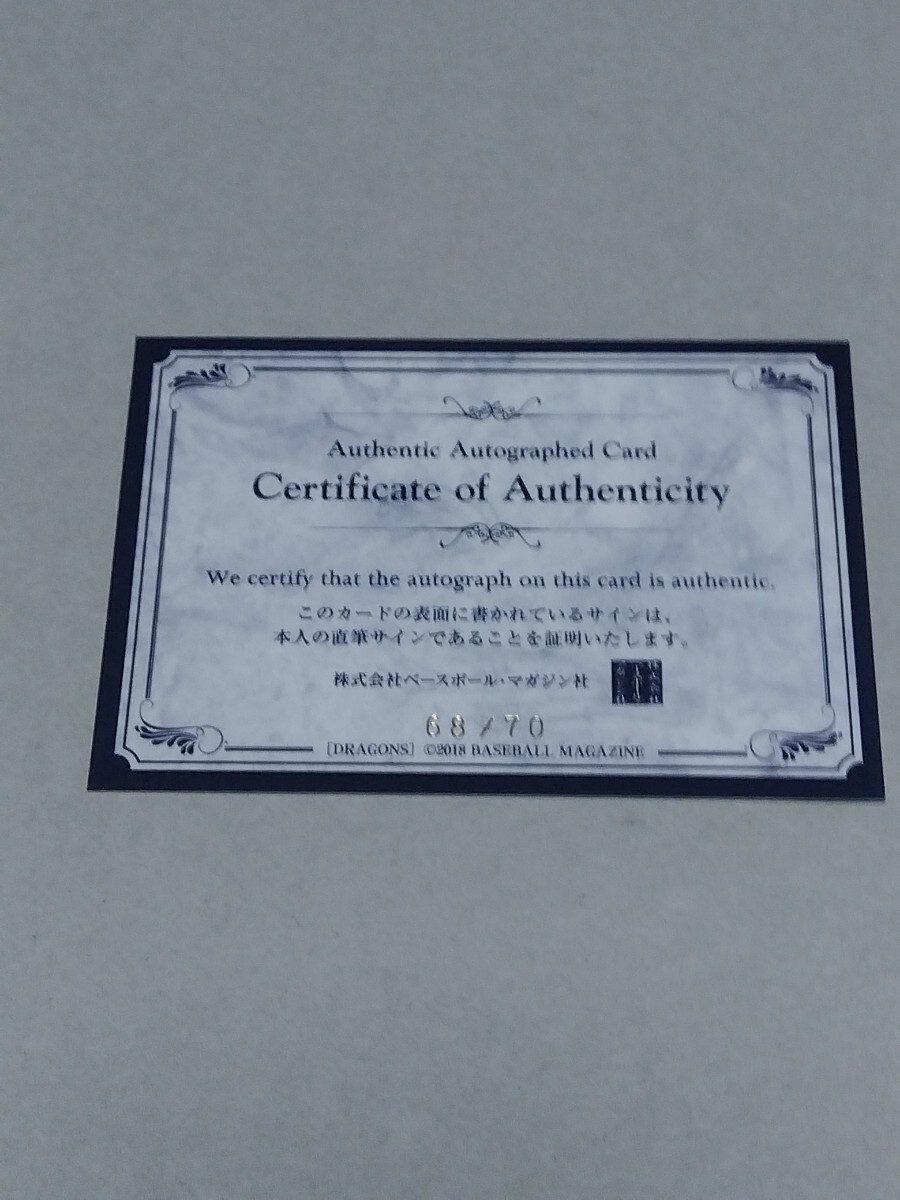 Authentic Autographed Card
Certificate of Authenticity
We certify that the autograph on this card is authentic.
このカードの表面に書かれているサインは、
本人の直筆サインであることを証明いたします。
株式会社ベースボール・マガジン社
68/70
[DRAGONS] ©2018 BASEBALL MAGAZINE